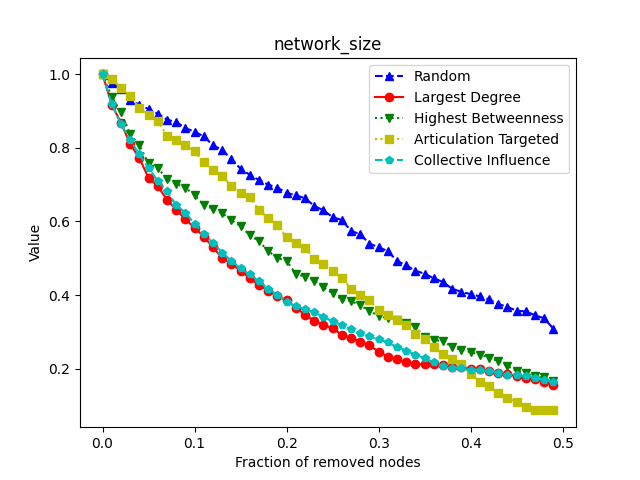 network_size
Value
1.0
0.8
0.6
0.4
0.2
0.0
0.1
0.2
0.3
0.4
0.5
Fraction of removed nodes
Random
Largest Degree
Highest Betweenness
Articulation Targeted
Collective Influence